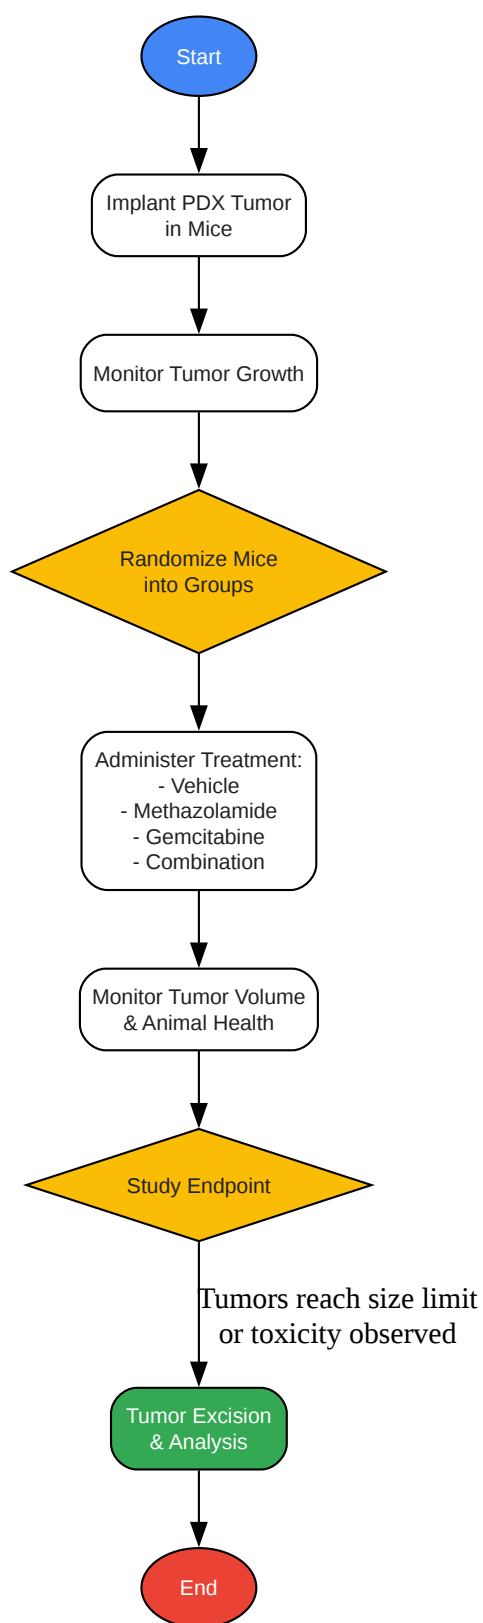 Start
Implant PDX Tumor
in Mice
Monitor Tumor Growth
Randomize Mice
into Groups
Administer Treatment:
- Vehicle
- Methazolamide
- Gemcitabine
- Combination
Monitor Tumor Volume
& Animal Health
Study Endpoint
Tumors reach size limit
or toxicity observed
Tumor Excision
& Analysis
End